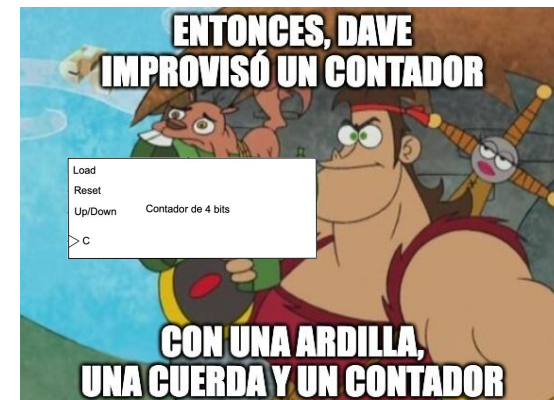 ENTONCES, DAVE
IMPROVISÓ UN CONTADOR
Load
Reset
Up/Down
Contador de 4 bits
C
CON UNA ARDILLA,
UNA CUERDA Y UN CONTADOR